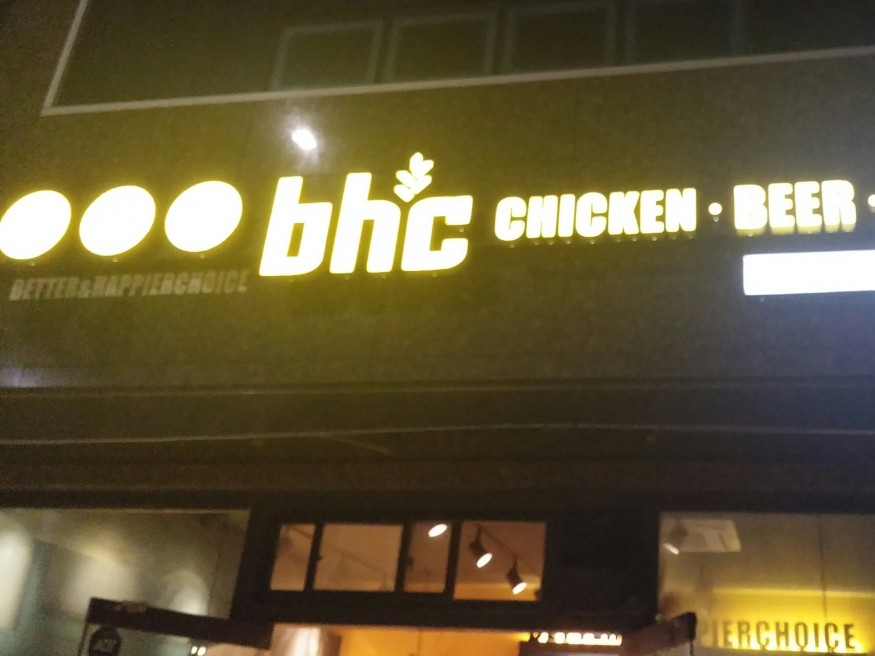 bhc CHICKEN · BEER ·
BETTER&HAPPIERCHOICE
PIERCHOICE